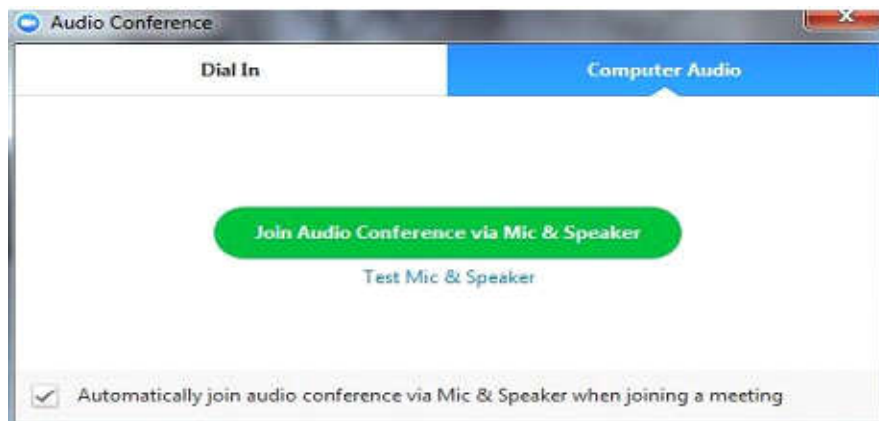 Audio Conference
Dial In
Computer Audio
Join Audio Conference via Mic & Speaker
Test Mic & Speaker
Automatically join audio conference via Mic & Speaker when joining a meeting